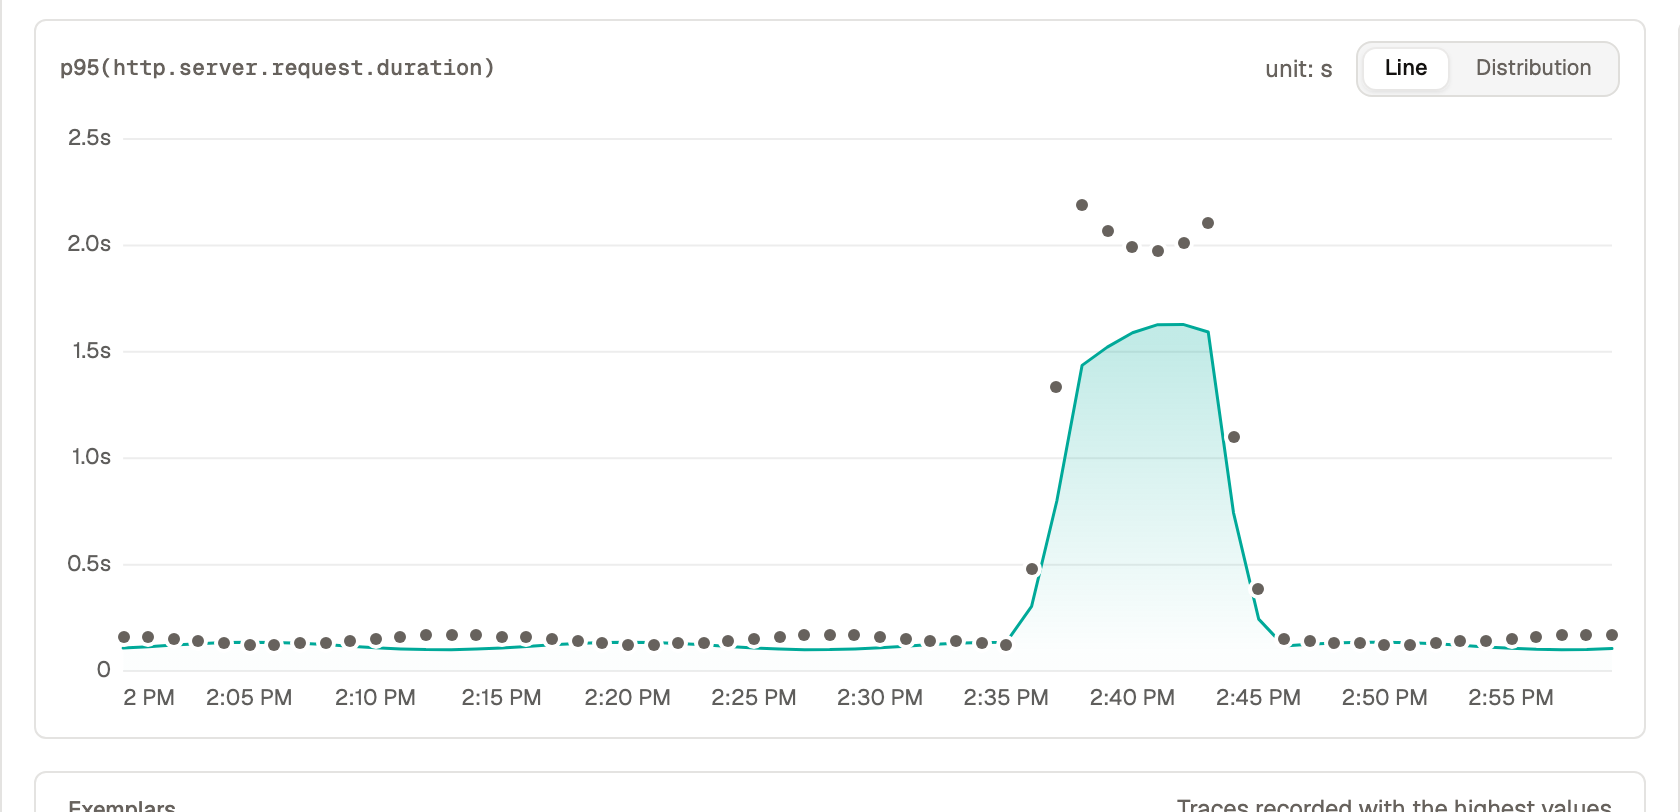 p95(http.server.request.duration)
unit: s
Line
Distribution
2.5s
2.0s
1.5s
1.0s
0.5s
0
2 PM 2:05 PM 2:10 PM 2:15 PM 2:20 PM 2:25 PM 2:30 PM 2:35 PM 2:40 PM 2:45 PM 2:50 PM 2:55 PM
Exemplars
Traces recorded with the highest values